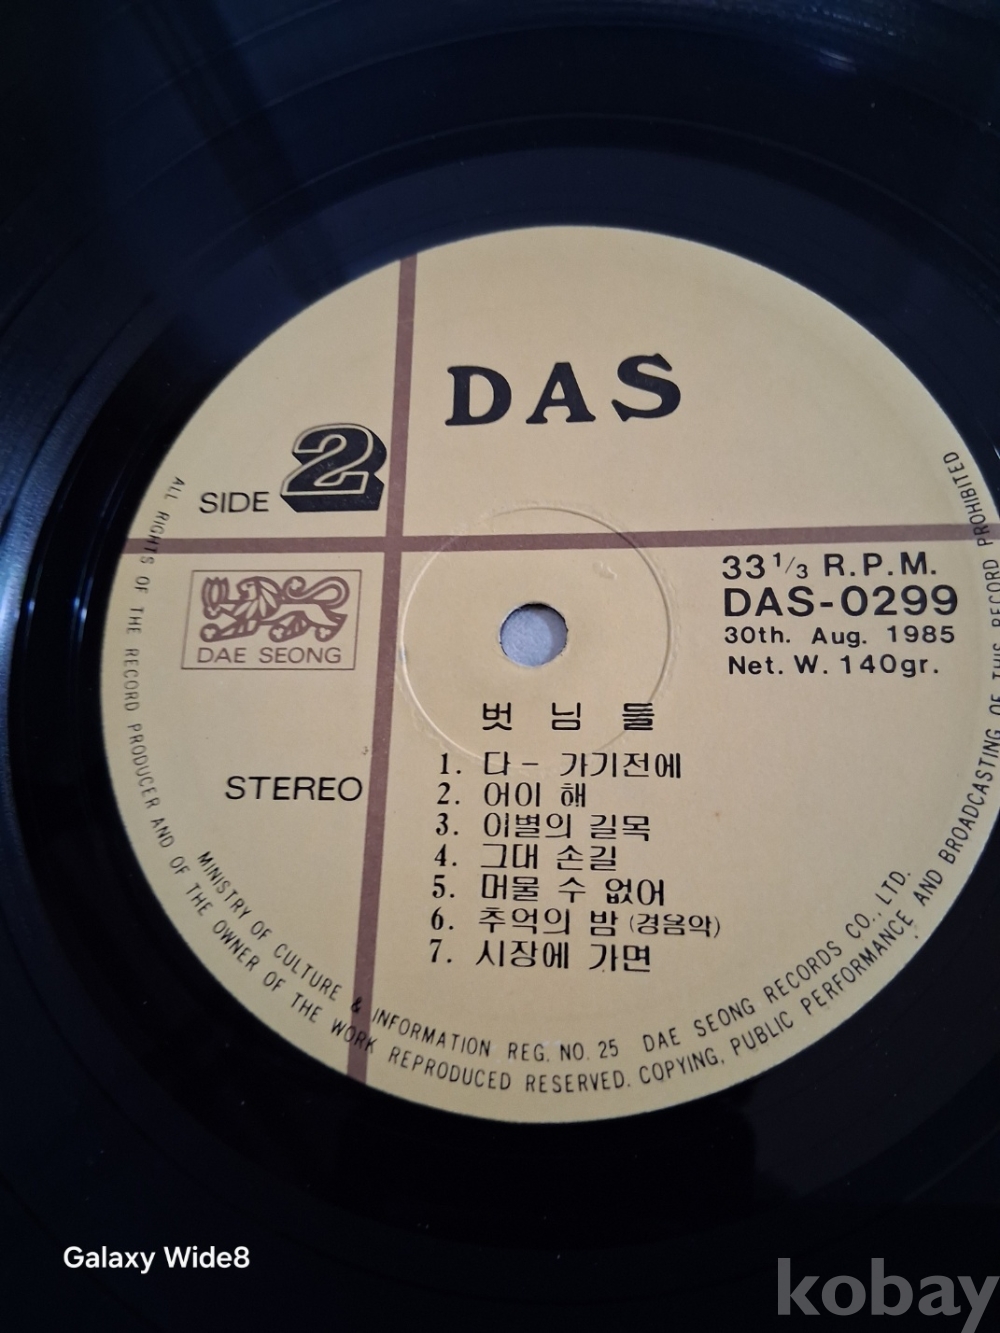 DAS
SIDE 2
33 1/3 R.P.M.
DAS-0299
30th. Aug. 1985
Net. W. 140gr.
DAE SEONG
STEREO
벗님들
1. 다 - 가기전에
2. 어이 해
3. 이별의 길목
4. 그대 손길
5. 머물 수 없어
6. 추억의 밤 (경음악)
7. 시장에 가면
MINISTRY OF CULTURE & INFORMATION REG. NO. 25 DAE SEONG RECORDS CO., LTD.
ALL RIGHTS OF THE RECORD PRODUCER AND OF THE OWNER OF THE WORK REPRODUCED RESERVED. COPYING, PUBLIC PERFORMANCE AND BROADCASTING OF THIS RECORD PROHIBITED
Galaxy Wide8
kobay